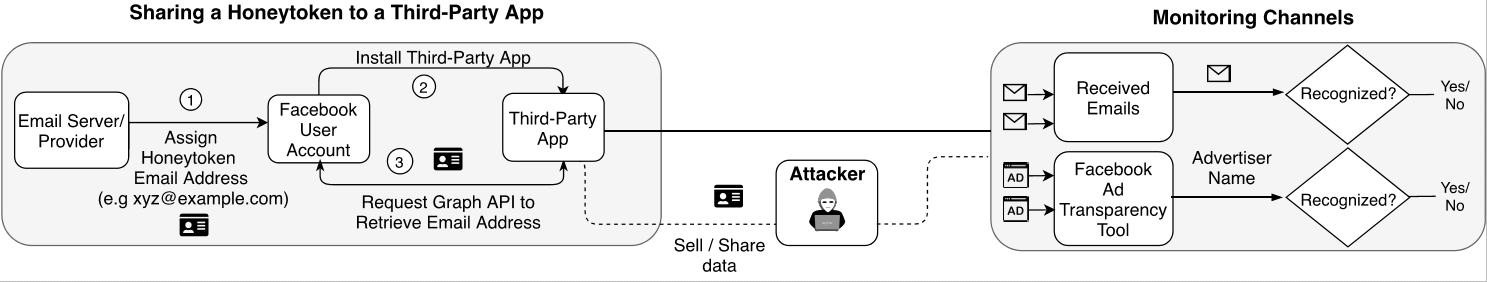 Sharing a Honeytoken to a Third-Party App
Email Server/
Provider
1
Assign
Honeytoken
Email Address
(e.g xyz@example.com)
Facebook
User
Account
Install Third-Party App
2
3
Request Graph API to
Retrieve Email Address
Third-Party
App
Sell / Share
data
Attacker
Monitoring Channels
Received
Emails
Recognized?
Yes/
No
AD
AD
Facebook
Ad
Transparency
Tool
Advertiser
Name
Recognized?
Yes/
No